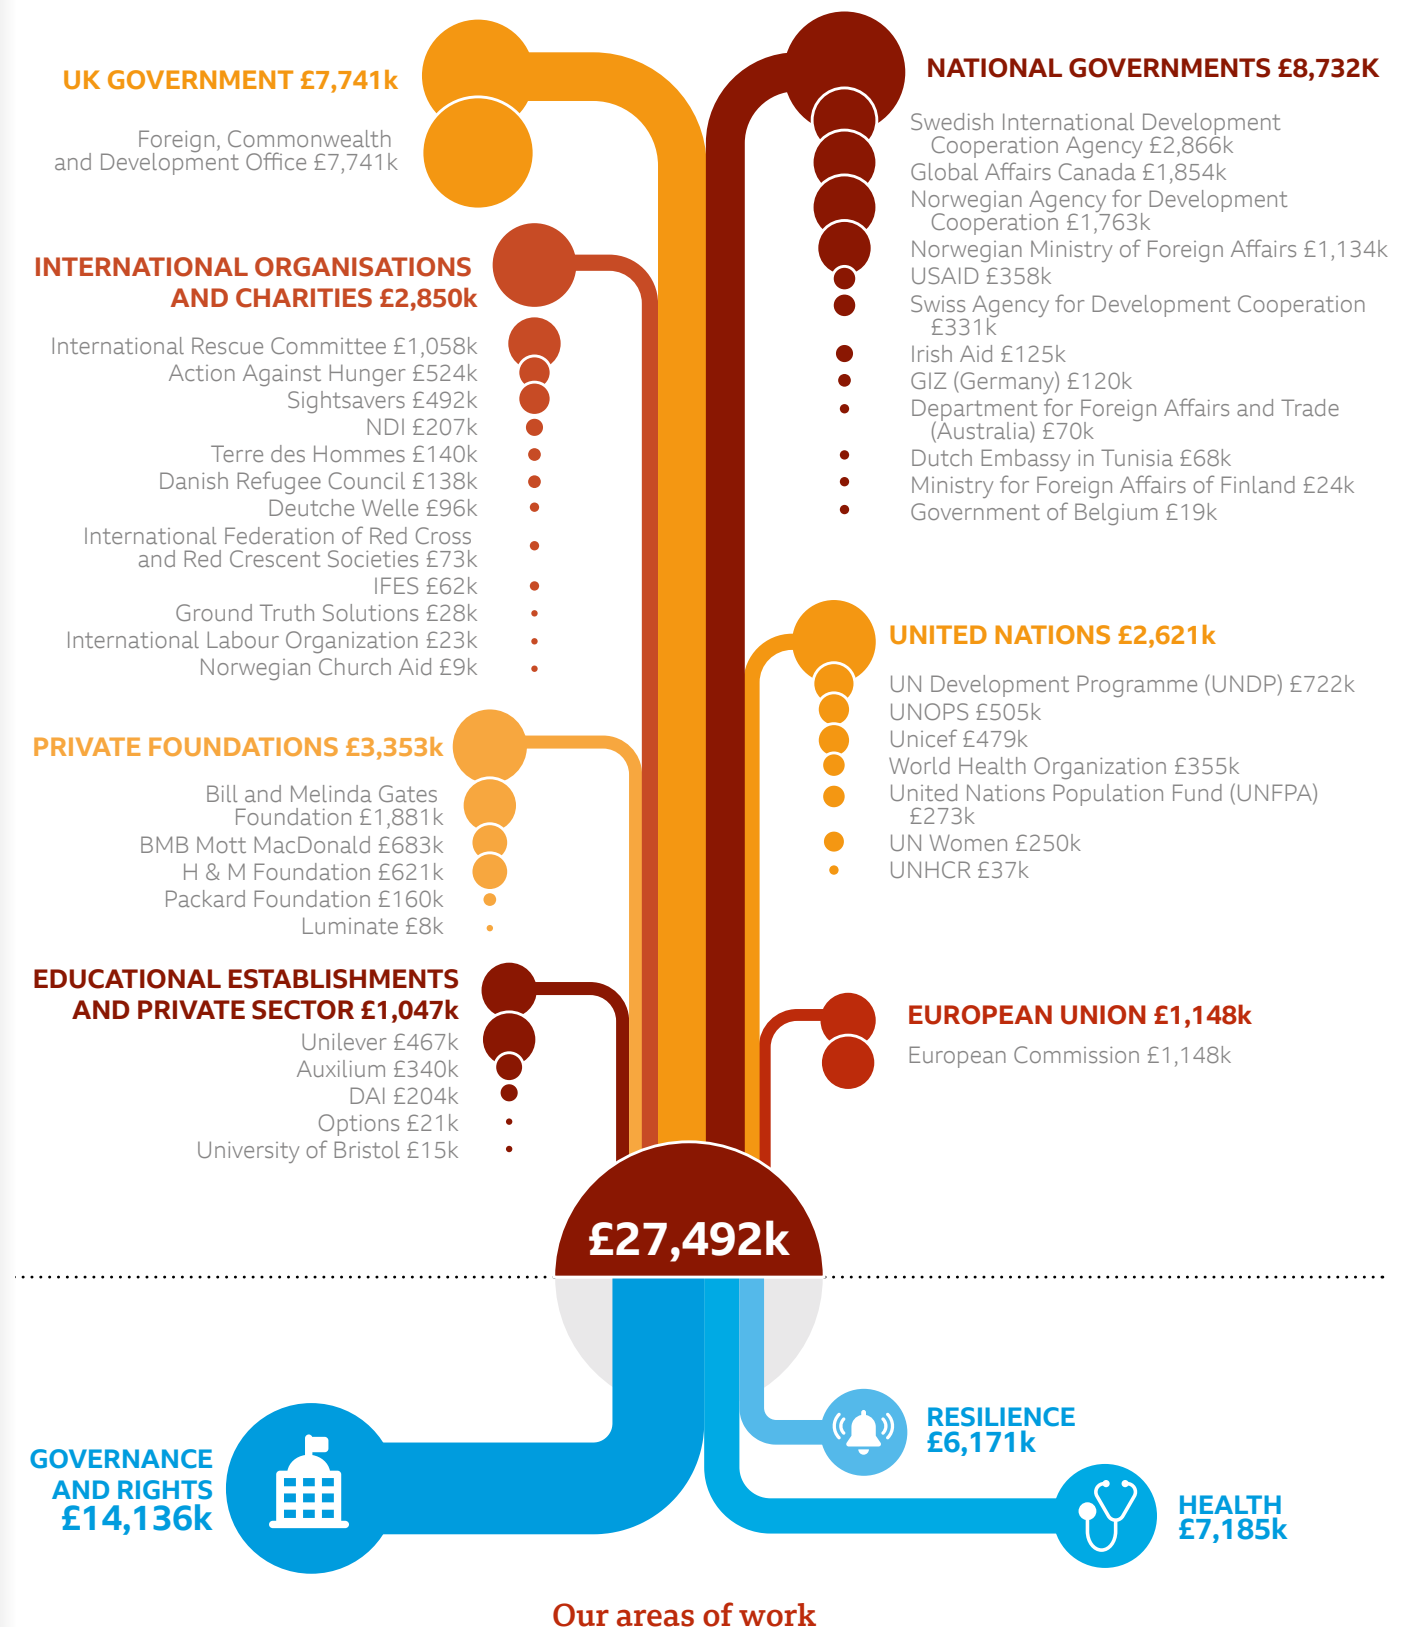 UK GOVERNMENT £7,741k
Foreign, Commonwealth
and Development Office £7,741k
INTERNATIONAL ORGANISATIONS
AND CHARITIES £2,850k
International Rescue Committee £1,058k
Action Against Hunger £524k
Sightsavers £492k
NDI £207k
Terre des Hommes £140k
Danish Refugee Council £138k
Deutche Welle £96k
International Federation of Red Cross
and Red Crescent Societies £73k
IFES £62k
Ground Truth Solutions £28k
International Labour Organization £23k
Norwegian Church Aid £9k
PRIVATE FOUNDATIONS £3,353k
Bill and Melinda Gates
Foundation £1,881k
BMB Mott MacDonald £683k
H & M Foundation £621k
Packard Foundation £160k
Luminate £8k
EDUCATIONAL ESTABLISHMENTS
AND PRIVATE SECTOR £1,047k
Unilever £467k
Auxilium £340k
DAI £204k
Options £21k
University of Bristol £15k
NATIONAL GOVERNMENTS £8,732K
Swedish International Development
Cooperation Agency £2,866k
Global Affairs Canada £1,854k
Norwegian Agency for Development
Cooperation £1,763k
Norwegian Ministry of Foreign Affairs £1,134k
USAID £358k
Swiss Agency for Development Cooperation
£331k
Irish Aid £125k
GIZ (Germany) £120k
Department for Foreign Affairs and Trade
(Australia) £70k
Dutch Embassy in Tunisia £68k
Ministry for Foreign Affairs of Finland £24k
Government of Belgium £19k
UNITED NATIONS £2,621k
UN Development Programme (UNDP) £722k
UNOPS £505k
Unicef £479k
World Health Organization £355k
United Nations Population Fund (UNFPA)
£273k
UN Women £250k
UNHCR £37k
EUROPEAN UNION £1,148k
European Commission £1,148k
£27,492k
GOVERNANCE
AND RIGHTS
£14,136k
RESILIENCE
£6,171k
HEALTH
£7,185k
Our areas of work